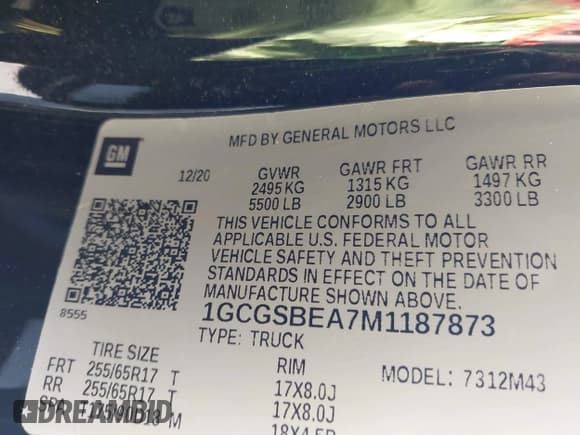 MFD BY GENERAL MOTORS LLC
GM
12/20 GVWR GAWR FRT GAWR RR
2495 KG 1315 KG 1497 KG
5500 LB 2900 LB 3300 LB
THIS VEHICLE CONFORMS TO ALL
APPLICABLE U.S. FEDERAL MOTOR
VEHICLE SAFETY AND THEFT PREVENTION
STANDARDS IN EFFECT ON THE DATE OF
MANUFACTURE SHOWN ABOVE.
8555
1GCGSBEA7M1187873
TYPE: TRUCK
MODEL: 7312M43
TIRE SIZE RIM
FRT 255/65R17 T 17X8.0J
RR 255/65R17 T 17X8.0J
SPA M
DREAMBID